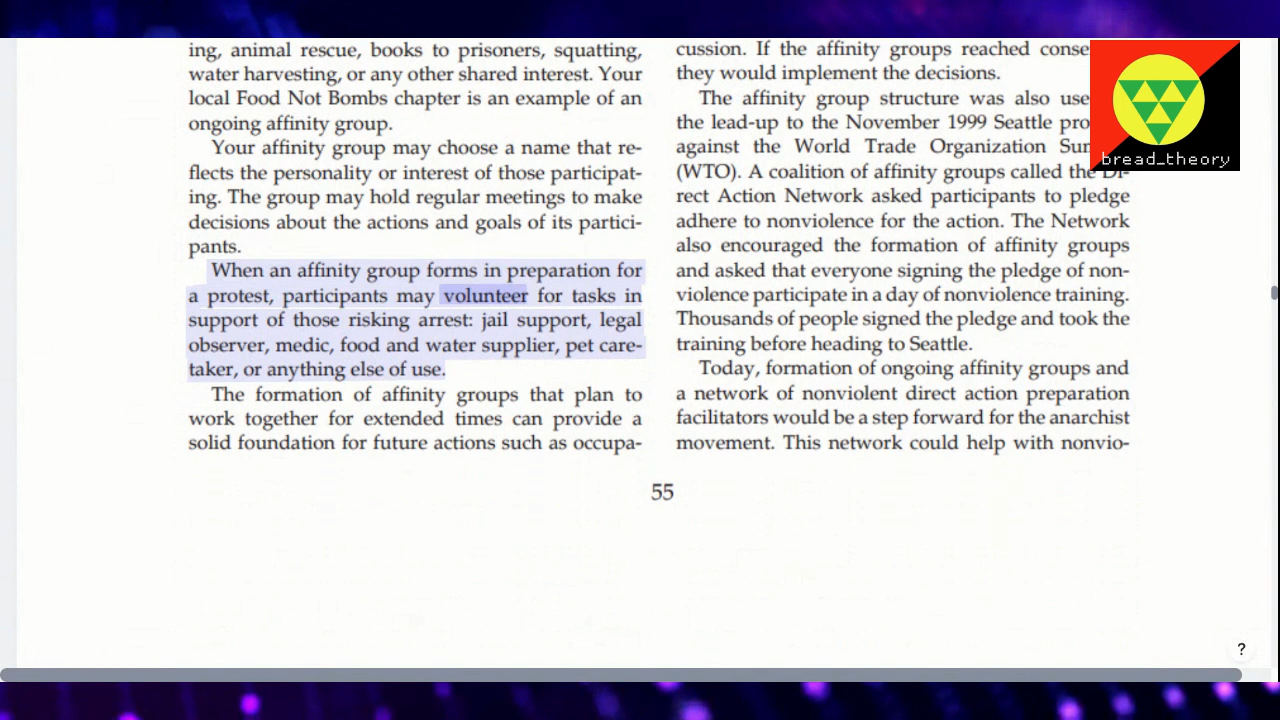 ing, animal rescue, books to prisoners, squatting,
water harvesting, or any other shared interest. Your
local Food Not Bombs chapter is an example of an
ongoing affinity group.
Your affinity group may choose a name that re-
flects the personality or interest of those participat-
ing. The group may hold regular meetings to make
decisions about the actions and goals of its partici-
pants.
When an affinity group forms in preparation for
a protest, participants may volunteer for tasks in
support of those risking arrest: jail support, legal
observer, medic, food and water supplier, pet care-
taker, or anything else of use.
The formation of affinity groups that plan to
work together for extended times can provide a
solid foundation for future actions such as occupa-
cussion. If the affinity groups reached
they would implement the decisions.
The affinity group structure was also
the lead-up to the November 1999 Seattle
against the World Trade Organization
(WTO). A coalition of affinity groups called the Di-
rect Action Network asked participants to pledge
adhere to nonviolence for the action. The Network
also encouraged the formation of affinity groups
and asked that everyone signing the pledge of non-
violence participate in a day of nonviolence training.
Thousands of people signed the pledge and took the
training before heading to Seattle.
Today, formation of ongoing affinity groups and
a network of nonviolent direct action preparation
facilitators would be a step forward for the anarchist
movement. This network could help with nonvio-
55
bread_theory
?